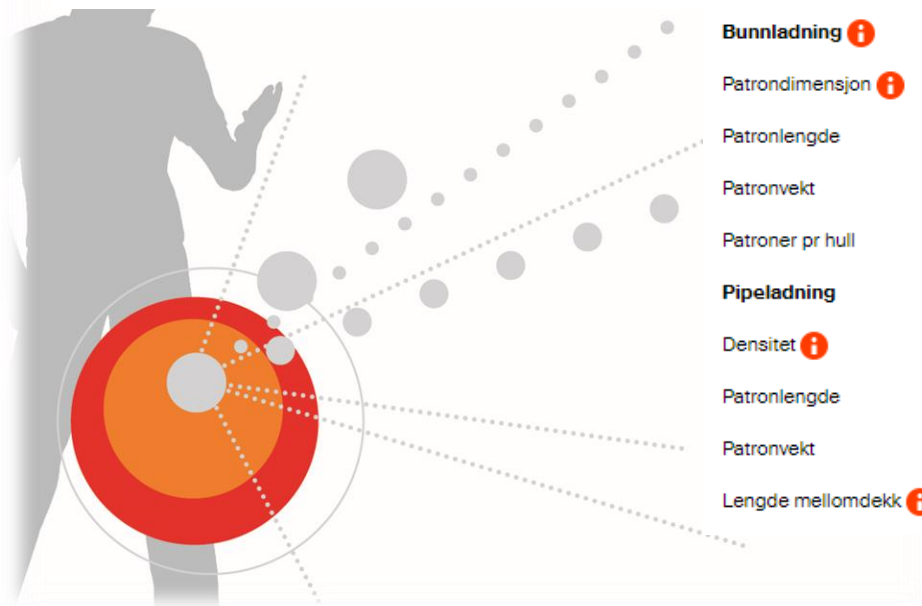 Bunnladning
Patrondimensjon
Patronlengde
Patronvekt
Patroner pr hull
Pipeladning
Densitet
Patronlengde
Patronvekt
Lengde mellomdekk